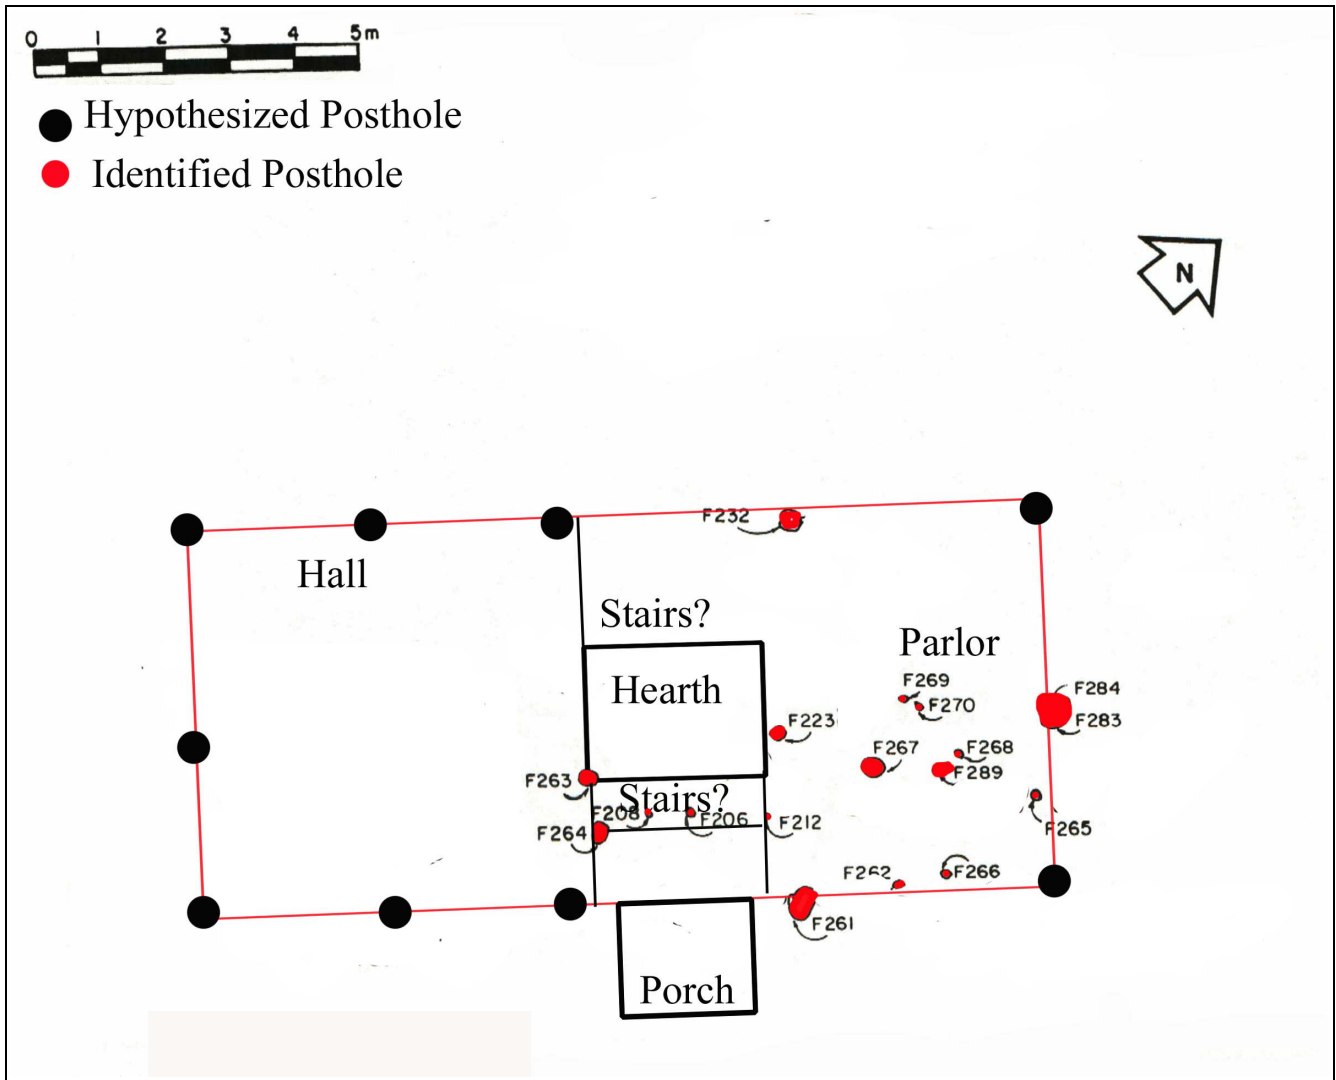 0 1 2 3 4 5m
Hypothesized Posthole
Identified Posthole
N
F232
Hall
Stairs?
Parlor
Hearth
F269
F270
F284
F283
F223
F267
F268
F289
F263
Stairs?
F208
F206
F212
F264
F265
F262
F266
F261
Porch